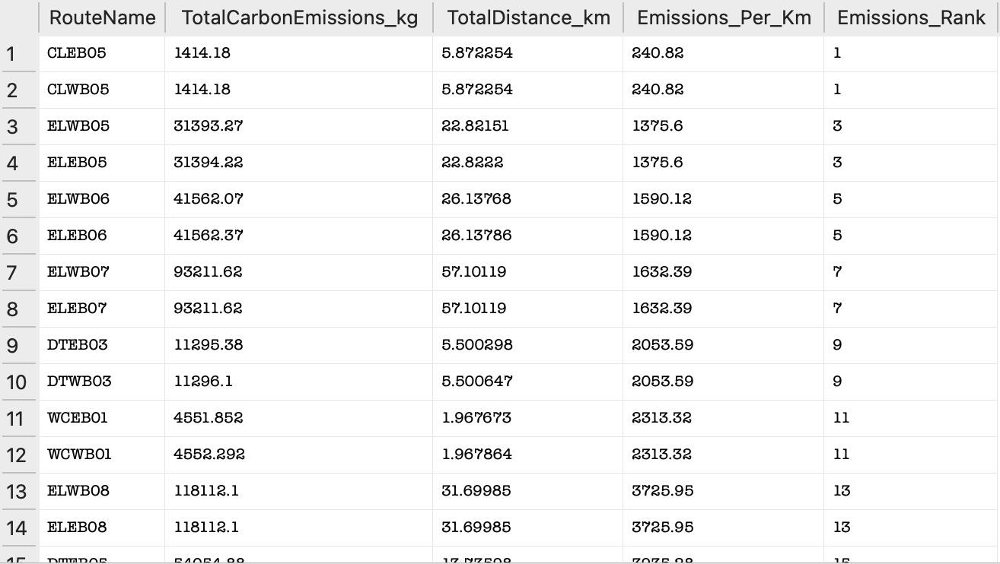 RouteName TotalCarbonEmissions_kg TotalDistance_km Emissions_Per_Km Emissions_Rank
1 CLEB05 1414.18 5.872254 240.82 1
2 CLWB05 1414.18 5.872254 240.82 1
3 ELWB05 31393.27 22.82151 1375.6 3
4 ELEB05 31394.22 22.8222 1375.6 3
5 ELWB06 41562.07 26.13768 1590.12 5
6 ELEB06 41562.37 26.13786 1590.12 5
7 ELWB07 93211.62 57.10119 1632.39 7
8 ELEB07 93211.62 57.10119 1632.39 7
9 DTEB03 11295.38 5.500298 2053.59 9
10 DTWB03 11296.1 5.500647 2053.59 9
11 WCEB01 4551.852 1.967673 2313.32 11
12 WCWB01 4552.292 1.967864 2313.32 11
13 ELWB08 118112.1 31.69985 3725.95 13
14 ELEB08 118112.1 31.69985 3725.95 13